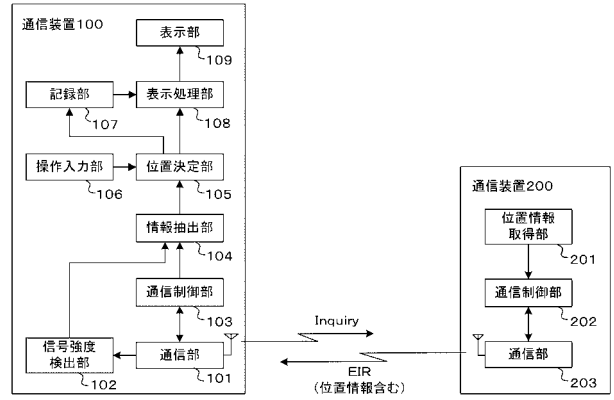 通信装置100
表示部
109
記録部
107
表示処理部
108
操作入力部
106
位置決定部
105
情報抽出部
104
通信制御部
103
信号強度
検出部
102
通信部
101
Inquiry
EIR
(位置情報含む)
通信装置200
位置情報
取得部
201
通信制御部
202
通信部
203